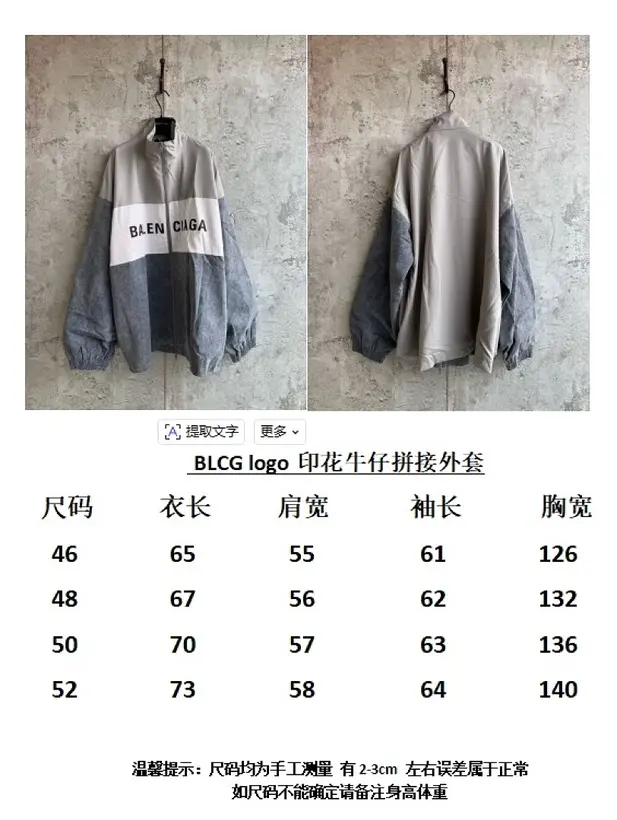 BALENCIAGA
提取文字 更多
BLCG logo 印花牛仔拼接外套
尺码 衣长 肩宽 袖长 胸宽
46 65 55 61 126
48 67 56 62 132
50 70 57 63 136
52 73 58 64 140
温馨提示：尺码均为手工测量 有2-3cm 左右误差属于正常
如尺码不能确定请备注身高体重